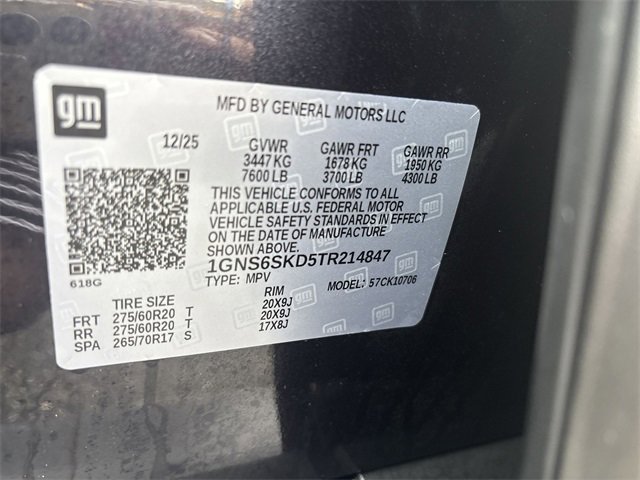 gm
MFD BY GENERAL MOTORS LLC
12/25 GVWR GAWR FRT GAWR RR
3447 KG 1678 KG 1950 KG
7600 LB 3700 LB 4300 LB
THIS VEHICLE CONFORMS TO ALL
APPLICABLE U.S. FEDERAL MOTOR
VEHICLE SAFETY STANDARDS IN EFFECT
ON THE DATE OF MANUFACTURE
SHOWN ABOVE.
618G
1GNS6SKD5TR214847
TYPE: MPV MODEL: 57CK10706
TIRE SIZE RIM
FRT 275/60R20 T 20X9J
RR 275/60R20 T 20X9J
SPA 265/70R17 S 17X8J